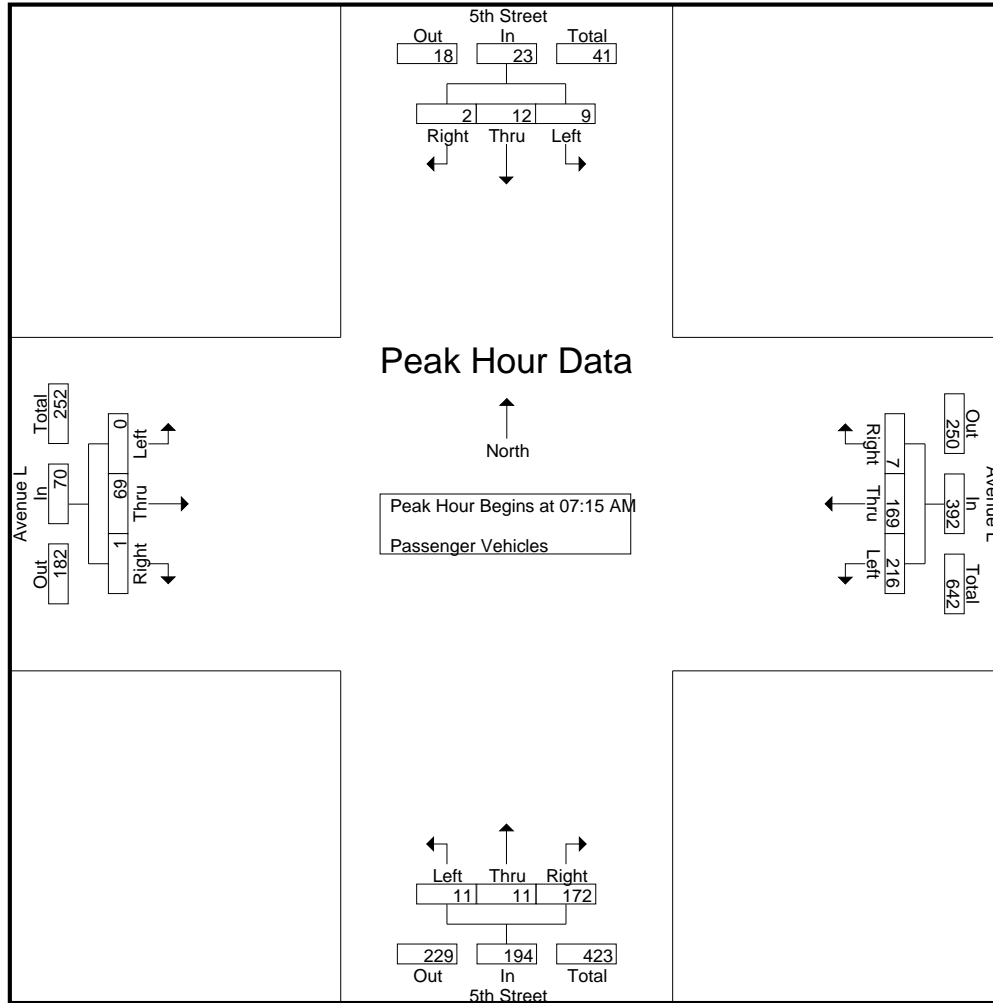 5th Street
Out In Total
18 23 41
2 12 9
Right Thru Left
Peak Hour Data
North
Peak Hour Begins at 07:15 AM
Passenger Vehicles
Avenue L
Total In Out
252 70 182
0 69 1
Left Thru Right
Right Thru Left
7 169 216
Out In Total
250 392 642
Avenue L
Left Thru Right
11 11 172
229 194 423
Out In Total
5th Street